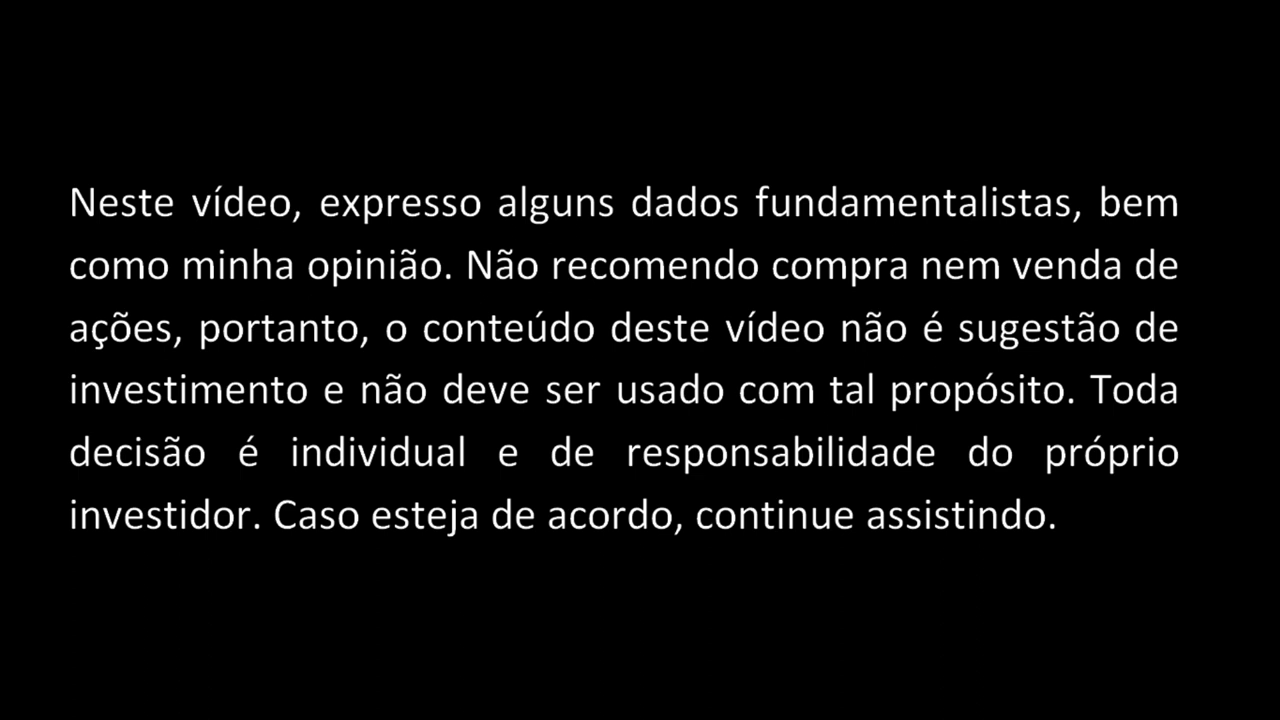 Neste vídeo, expresso alguns dados fundamentalistas, bem
como minha opinião. Não recomendo compra nem venda de
ações, portanto, o conteúdo deste vídeo não é sugestão de
investimento e não deve ser usado com tal propósito. Toda
decisão é individual e de responsabilidade do próprio
investidor. Caso esteja de acordo, continue assistindo.